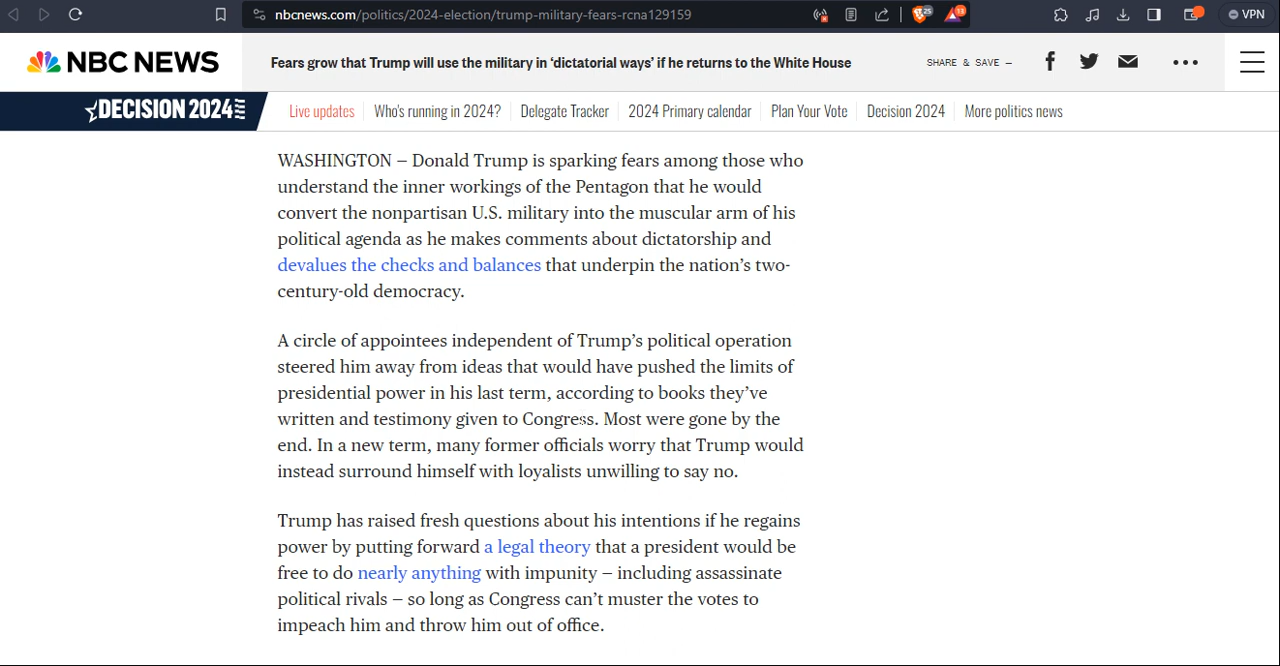 nbcnews.com/politics/2024-election/trump-military-fears-rcna129159
25
13
VPN
NBC NEWS
Fears grow that Trump will use the military in ‘dictatorial ways’ if he returns to the White House
SHARE & SAVE —
DECISION 2024
Live updates
Who's running in 2024?
Delegate Tracker
2024 Primary calendar
Plan Your Vote
Decision 2024
More politics news
WASHINGTON — Donald Trump is sparking fears among those who
understand the inner workings of the Pentagon that he would
convert the nonpartisan U.S. military into the muscular arm of his
political agenda as he makes comments about dictatorship and
devalues the checks and balances that underpin the nation’s two-
century-old democracy.
A circle of appointees independent of Trump’s political operation
steered him away from ideas that would have pushed the limits of
presidential power in his last term, according to books they’ve
written and testimony given to Congress. Most were gone by the
end. In a new term, many former officials worry that Trump would
instead surround himself with loyalists unwilling to say no.
Trump has raised fresh questions about his intentions if he regains
power by putting forward a legal theory that a president would be
free to do nearly anything with impunity — including assassinate
political rivals — so long as Congress can’t muster the votes to
impeach him and throw him out of office.